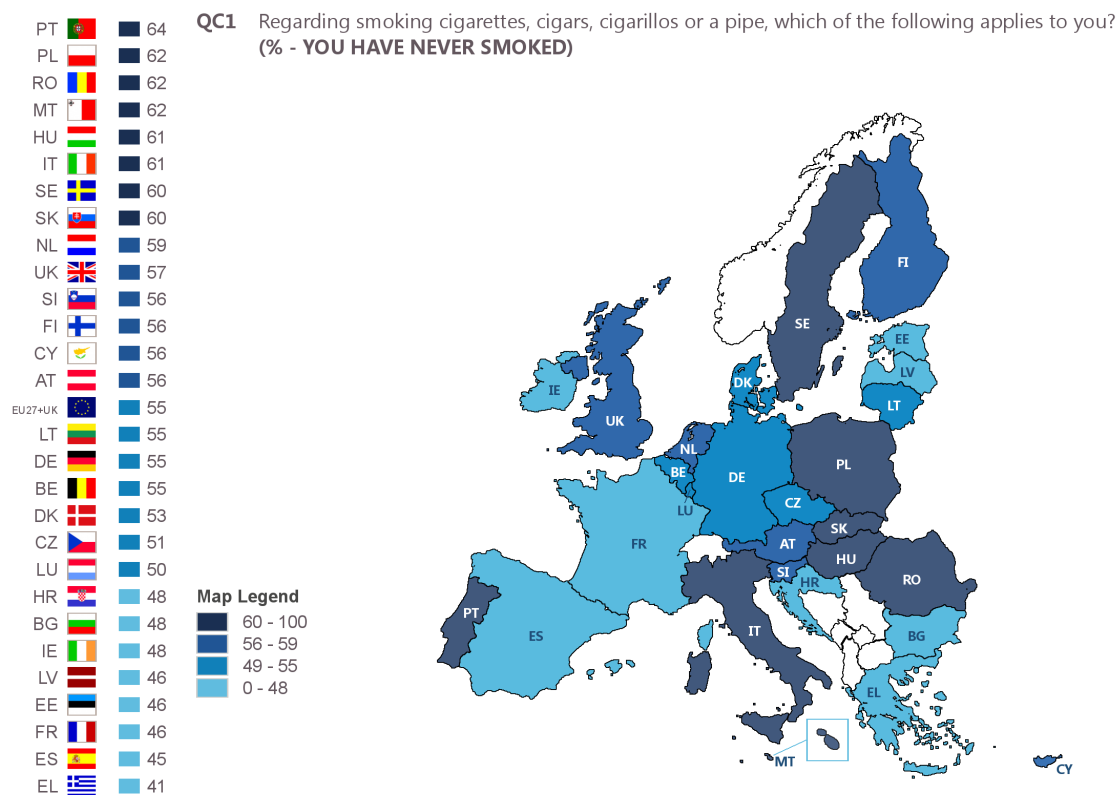 QC1 Regarding smoking cigarettes, cigars, cigarillos or a pipe, which of the following applies to you?
(% - YOU HAVE NEVER SMOKED)
PT 64
PL 62
RO 62
MT 62
HU 61
IT 61
SE 60
SK 60
NL 59
UK 57
SI 56
FI 56
CY 56
AT 56
EU27+UK 55
LT 55
DE 55
BE 55
DK 53
CZ 51
LU 50
HR 48
BG 48
IE 48
LV 46
EE 46
FR 46
ES 45
EL 41
Map Legend
60 - 100
56 - 59
49 - 55
0 - 48
FI
SE
EE
LV
LT
DK
IE
UK
NL
BE
LU
DE
PL
CZ
SK
AT
HU
SI
HR
RO
FR
PT
ES
IT
BG
EL
MT
CY